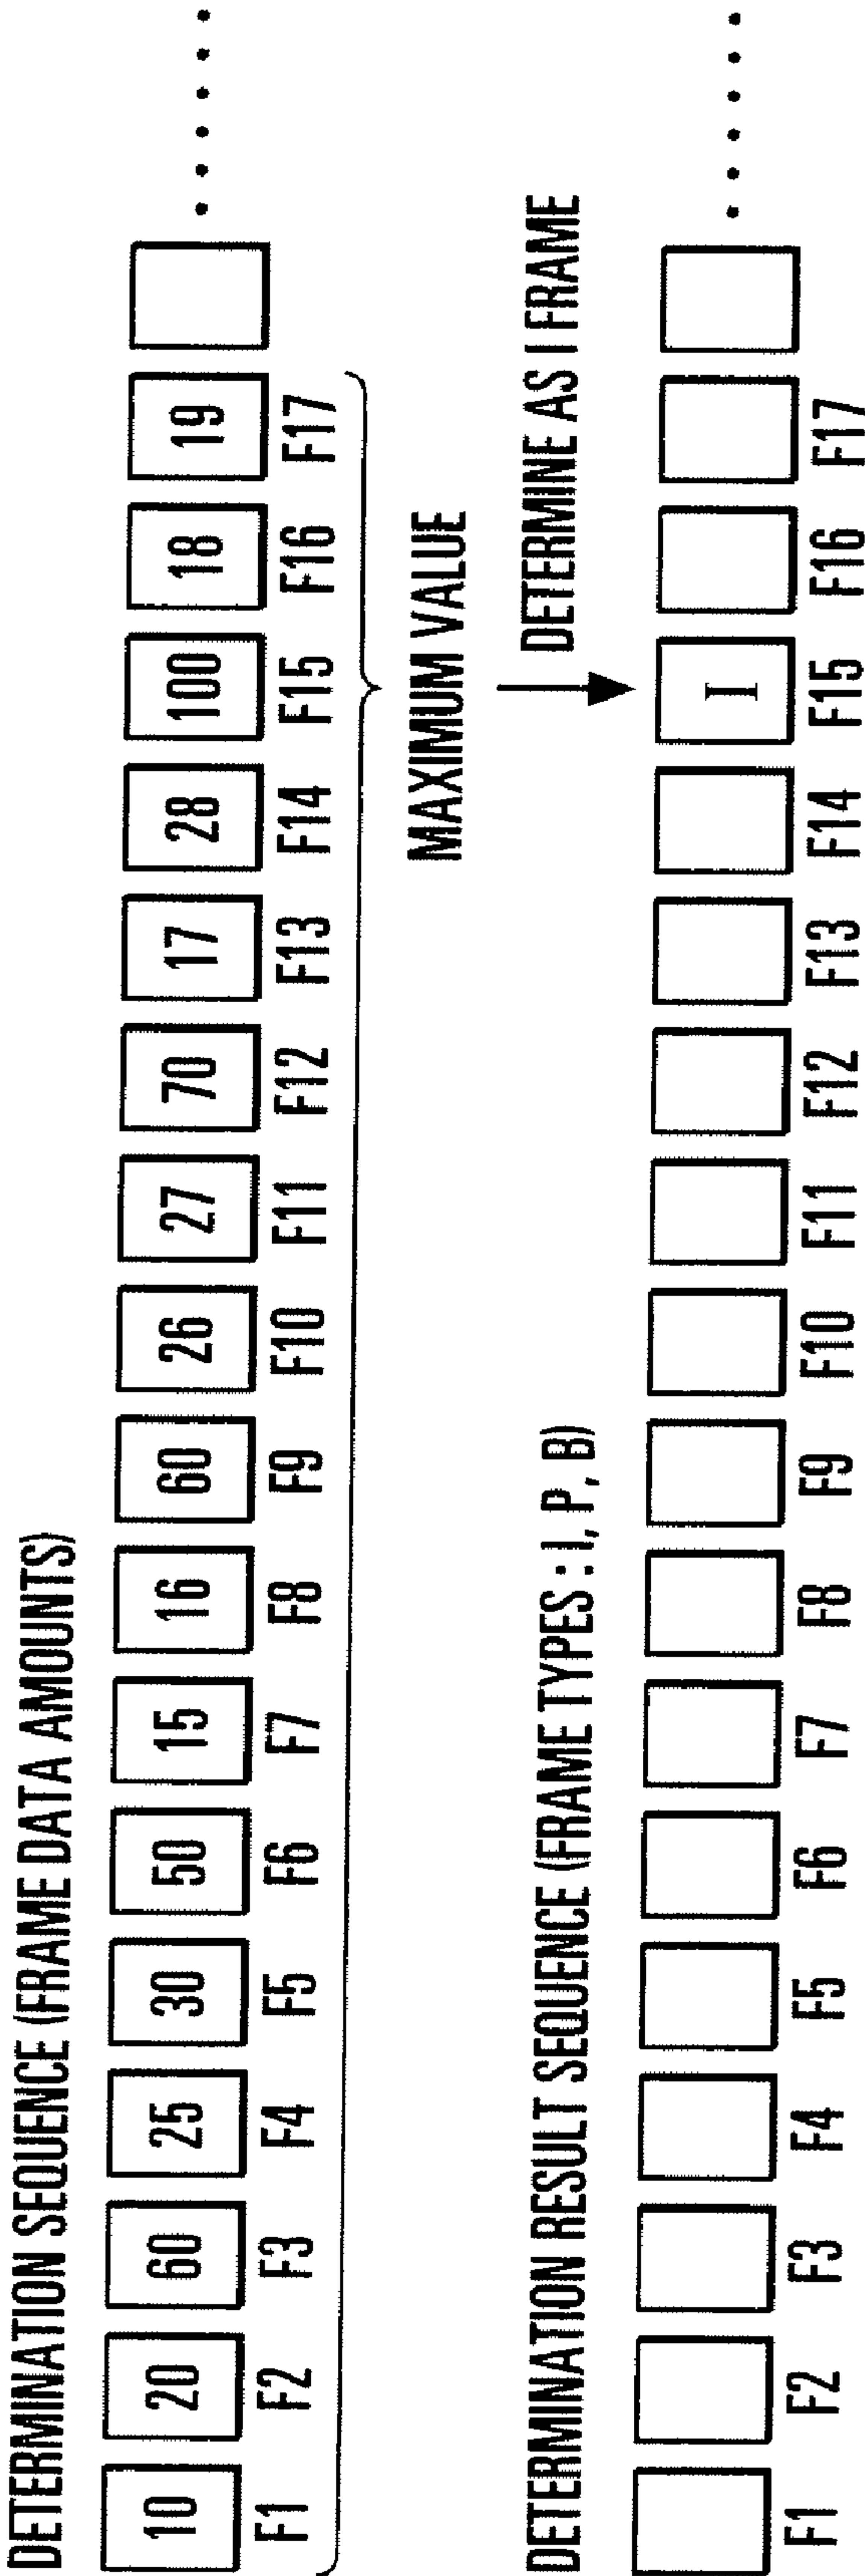 DETERMINATION SEQUENCE (FRAME DATA AMOUNTS)
10 20 60 25 30 50 15 16 60 26 27 70 17 28 100 18 19
F1 F2 F3 F4 F5 F6 F7 F8 F9 F10 F11 F12 F13 F14 F15 F16 F17
MAXIMUM VALUE
DETERMINE AS I FRAME
DETERMINATION RESULT SEQUENCE (FRAME TYPES : I, P, B)
I
F1 F2 F3 F4 F5 F6 F7 F8 F9 F10 F11 F12 F13 F14 F15 F16 F17